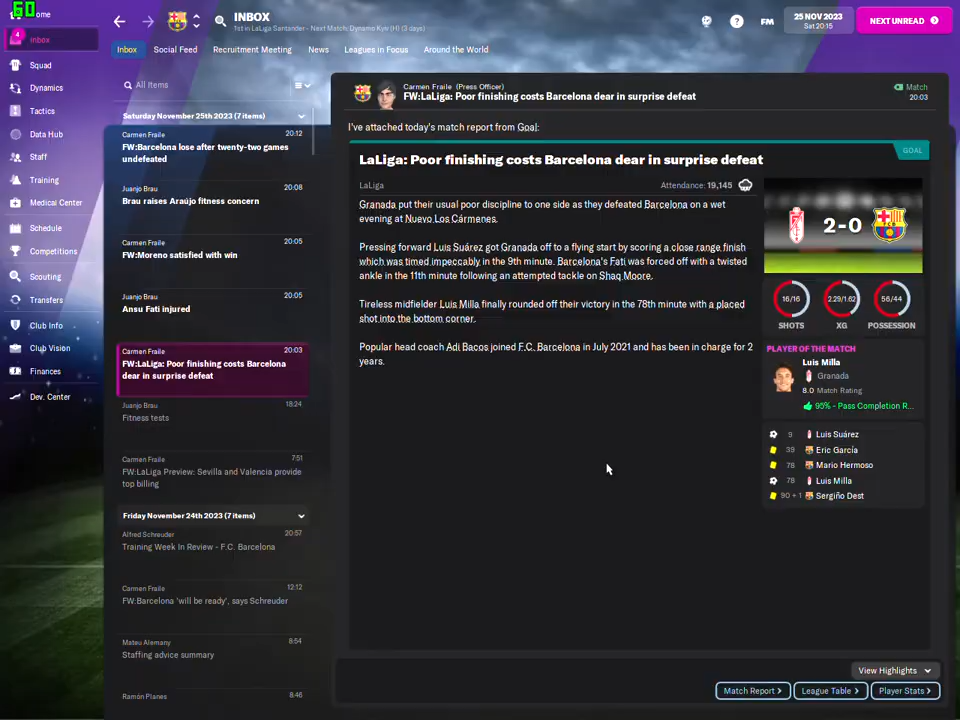 60
Home
INBOX
1st in LaLiga Santander - Next Match: Dynamo Kyiv (H) (3 days)
FM
25 NOV 2023
Sat 20:15
NEXT UNREAD
4
Inbox
Squad
Dynamics
Tactics
Data Hub
Staff
Training
Medical Center
Schedule
Competitions
Scouting
Transfers
Club Info
Club Vision
Finances
Dev. Center
Inbox
Social Feed
Recruitment Meeting
News
Leagues in Focus
Around the World
All Items
Saturday November 25th 2023 (7 items)
Carmen Fraile 20:12
FW:Barcelona lose after twenty-two games
undefeated
Juanjo Brau 20:08
Brau raises Araújo fitness concern
Carmen Fraile 20:05
FW:Moreno satisfied with win
Juanjo Brau 20:05
Ansu Fati injured
Carmen Fraile 20:03
FW:LaLiga: Poor finishing costs Barcelona
dear in surprise defeat
Juanjo Brau 18:24
Fitness tests
Carmen Fraile 7:51
FW:LaLiga Preview: Sevilla and Valencia provide
top billing
Friday November 24th 2023 (7 items)
Alfred Schreuder 20:57
Training Week In Review - F.C. Barcelona
Carmen Fraile 12:12
FW:Barcelona 'will be ready', says Schreuder
Mateu Alemany 8:54
Staffing advice summary
Ramón Planes 8:46
Carmen Fraile (Press Officer)
FW:LaLiga: Poor finishing costs Barcelona dear in surprise defeat
Match
20:03
I've attached today's match report from Goal:
GOAL
LaLiga: Poor finishing costs Barcelona dear in surprise defeat
LaLiga Attendance: 19,145
Granada put their usual poor discipline to one side as they defeated Barcelona on a wet
evening at Nuevo Los Cármenes.
Pressing forward Luis Suárez got Granada off to a flying start by scoring a close range finish
which was timed impeccably in the 9th minute. Barcelona's Fati was forced off with a twisted
ankle in the 11th minute following an attempted tackle on Shaq Moore.
Tireless midfielder Luis Milla finally rounded off their victory in the 78th minute with a placed
shot into the bottom corner.
Popular head coach Adi Bacos joined F.C. Barcelona in July 2021 and has been in charge for 2
years.
2-0
16/16
2.29/1.62
56/44
SHOTS
XG
POSSESSION
PLAYER OF THE MATCH
Luis Milla
Granada
8.0 Match Rating
95% - Pass Completion R...
9 Luis Suárez
39 Eric García
78 Mario Hermoso
78 Luis Milla
90 + 1 Sergiño Dest
View Highlights
Match Report
League Table
Player Stats